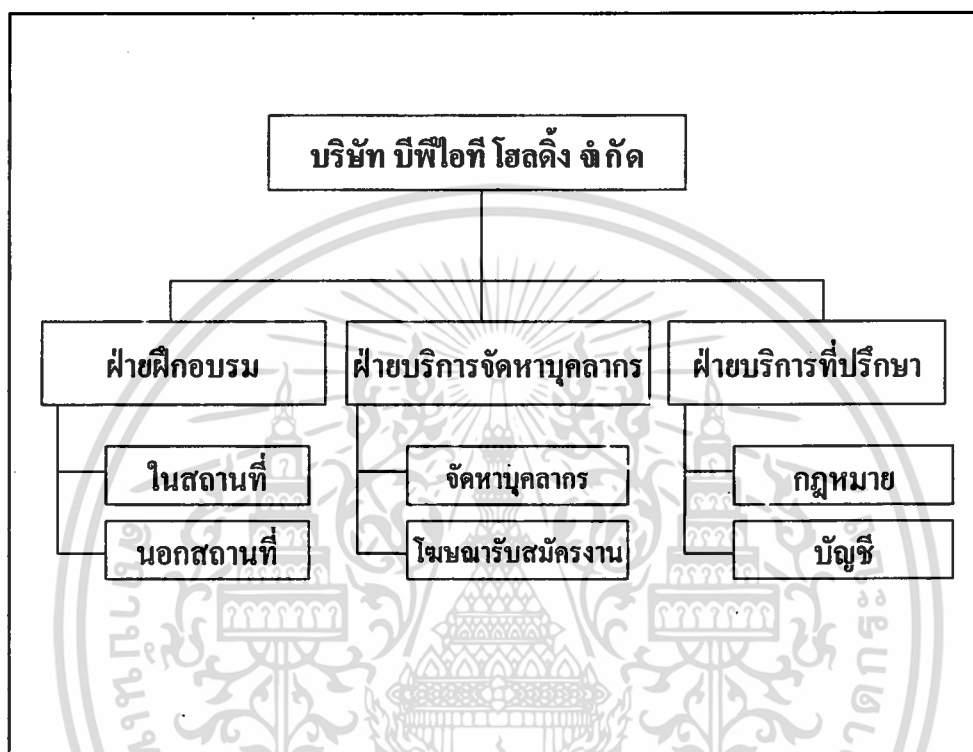 บริษัท บีพีไอที โฮลดิ้ง จำกัด
ฝ่ายฝึกอบรม
ฝ่ายบริการจัดหาบุคลากร
ฝ่ายบริการที่ปรึกษา
ในสถานที่
จัดหาบุคลากร
กฎหมาย
นอกสถานที่
โฆษณารับสมัครงาน
บัญชี